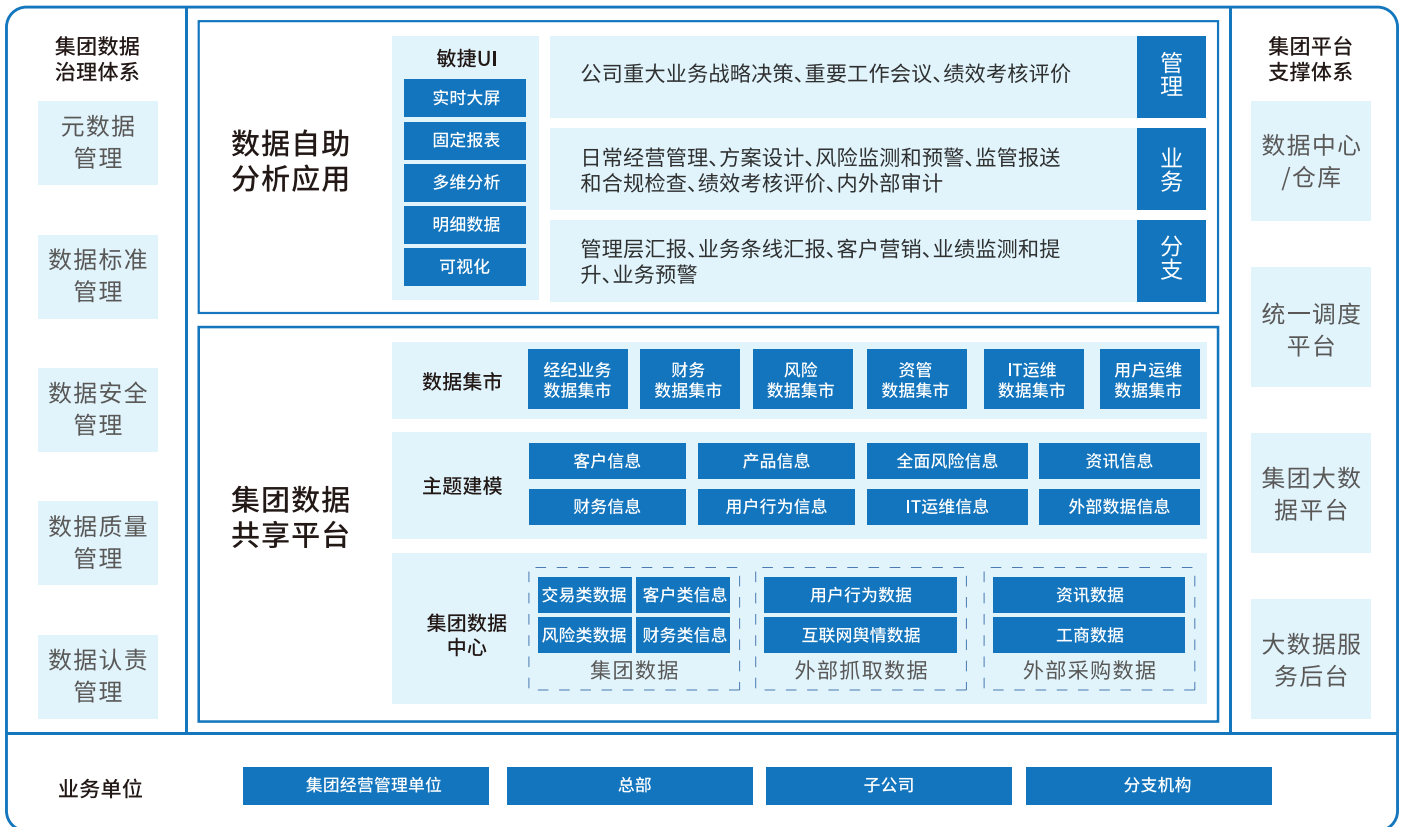 集团数据
治理体系
元数据
管理
数据标准
管理
数据安全
管理
数据质量
管理
数据认责
管理
数据自助
分析应用
敏捷UI
实时大屏
固定报表
多维分析
明细数据
可视化
公司重大业务战略决策、重要工作会议、绩效考核评价
管理
日常经营管理、方案设计、风险监测和预警、监管报送
和合规检查、绩效考核评价、内外部审计
业务
管理层汇报、业务条线汇报、客户营销、业绩监测和提
升、业务预警
分支
集团数据
共享平台
数据集市
经纪业务
数据集市
财务
数据集市
风险
数据集市
资管
数据集市
IT运维
数据集市
用户运维
数据集市
主题建模
客户信息
产品信息
全面风险信息
资讯信息
财务信息
用户行为信息
IT运维信息
外部数据信息
集团数据
中心
交易类数据
客户类信息
风险类数据
财务类信息
集团数据
用户行为数据
互联网舆情数据
外部抓取数据
资讯数据
工商数据
外部采购数据
集团平台
支撑体系
数据中心
/仓库
统一调度
平台
集团大数
据平台
大数据服
务后台
业务单位
集团经营管理单位
总部
子公司
分支机构